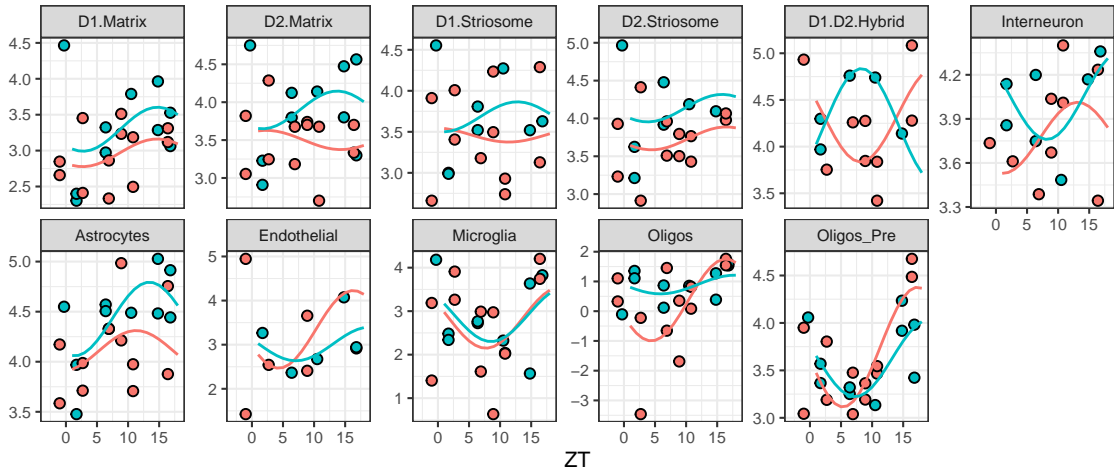 D1.Matrix D2.Matrix D1.Striosome D2.Striosome D1.D2.Hybrid Interneuron
4.5 4.0 3.5 3.0 2.5
4.5 4.0 3.5 3.0
4.5 4.0 3.5 3.0
5.0 4.5 4.0 3.5 3.0
5.0 4.5 4.0 3.5
4.2 3.9 3.6 3.3
Astrocytes Endothelial Microglia Oligos Oligos_Pre
0 5 10 15
5.0 4.5 4.0 3.5
5 4 3 2
4 3 2 1
2 1 0 -1 -2 -3
4.5 4.0 3.5 3.0
0 5 10 15 0 5 10 15 0 5 10 15 0 5 10 15 0 5 10 15
ZT